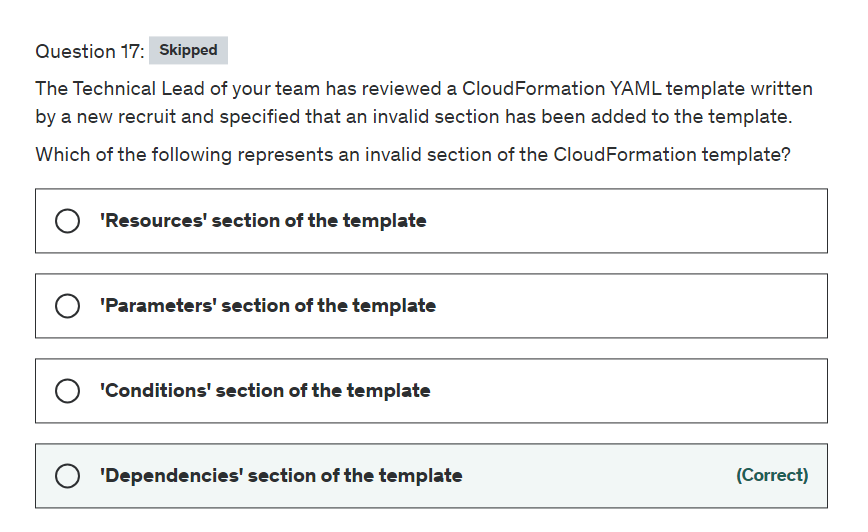 Question 17: Skipped
The Technical Lead of your team has reviewed a CloudFormation YAML template written
by a new recruit and specified that an invalid section has been added to the template.
Which of the following represents an invalid section of the CloudFormation template?
'Resources' section of the template
'Parameters' section of the template
'Conditions' section of the template
'Dependencies' section of the template (Correct)